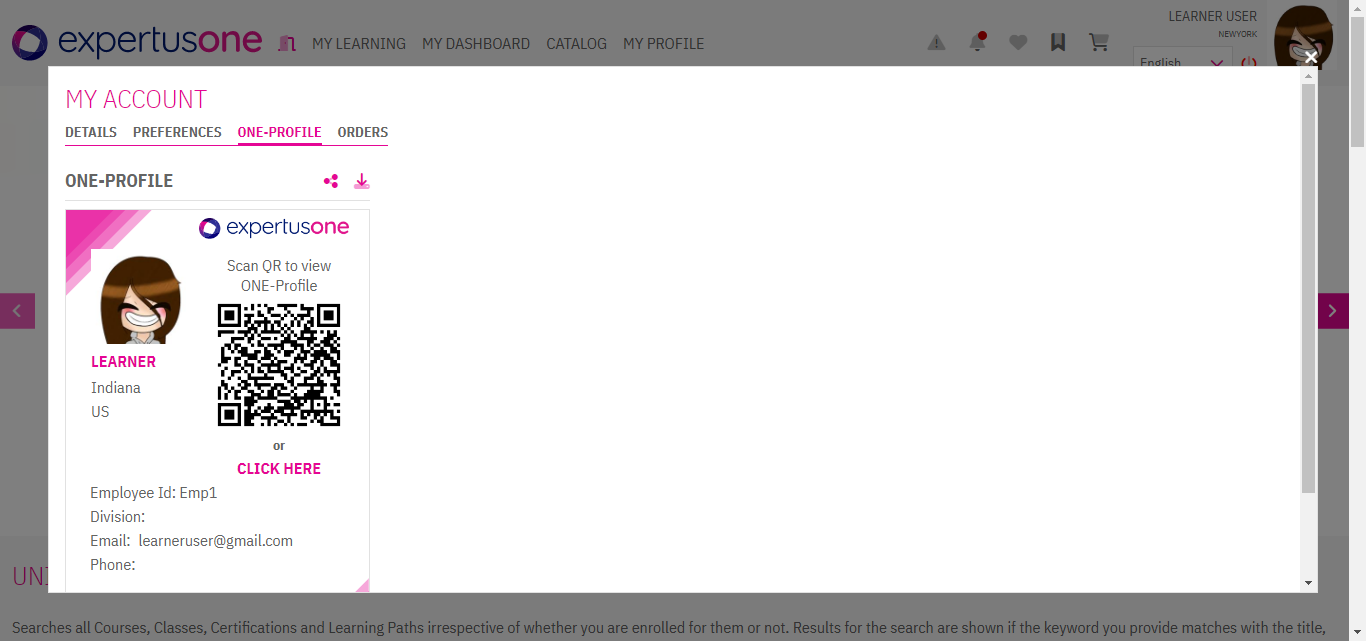 expertusone MY LEARNING MY DASHBOARD CATALOG MY PROFILE LEARNER USER
NEWYORK
English
MY ACCOUNT
DETAILS PREFERENCES ONE-PROFILE ORDERS
ONE-PROFILE
expertusone
Scan QR to view
ONE-Profile
LEARNER
Indiana
US
or
CLICK HERE
Employee Id: Emp1
Division:
Email: learneruser@gmail.com
Phone:
Searches all Courses, Classes, Certifications and Learning Paths irrespective of whether you are enrolled for them or not. Results for the search are shown if the keyword you provide matches with the title,